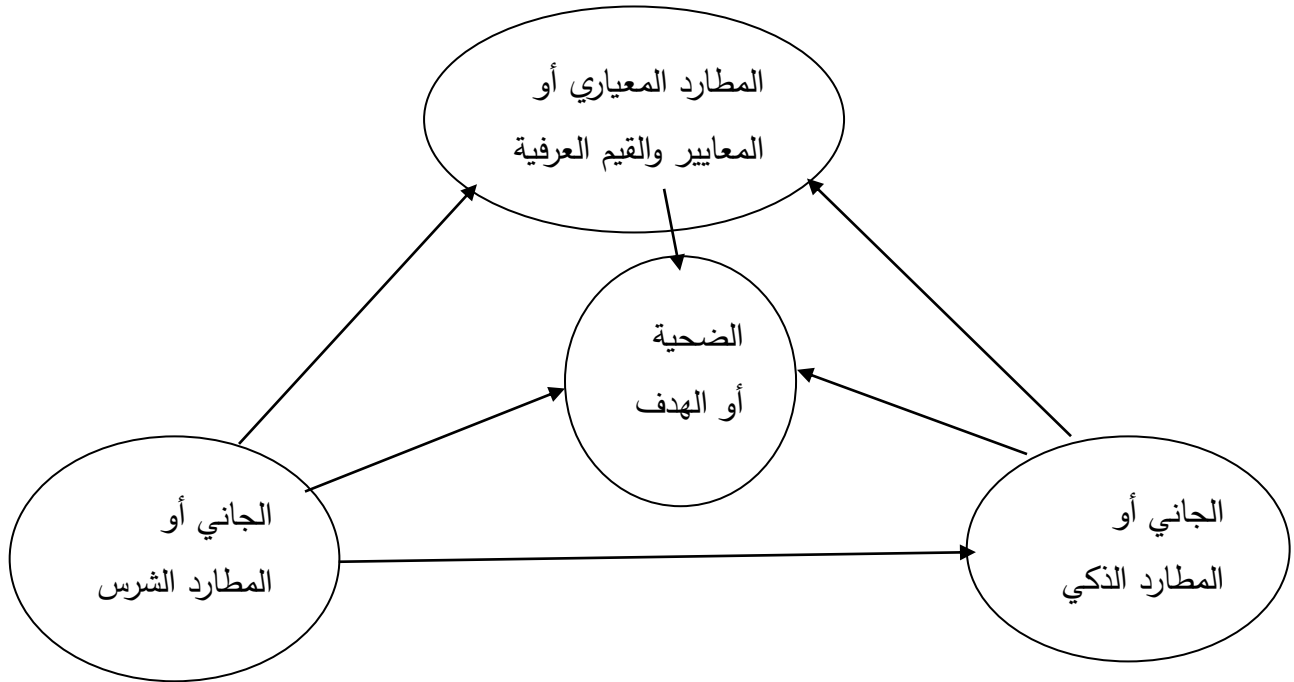 المطارد المعياري أو
المعايير والقيم العرفية
الضحية
أو الهدف
الجاني أو
المطارد الذكي
الجاني أو
المطارد الشرس